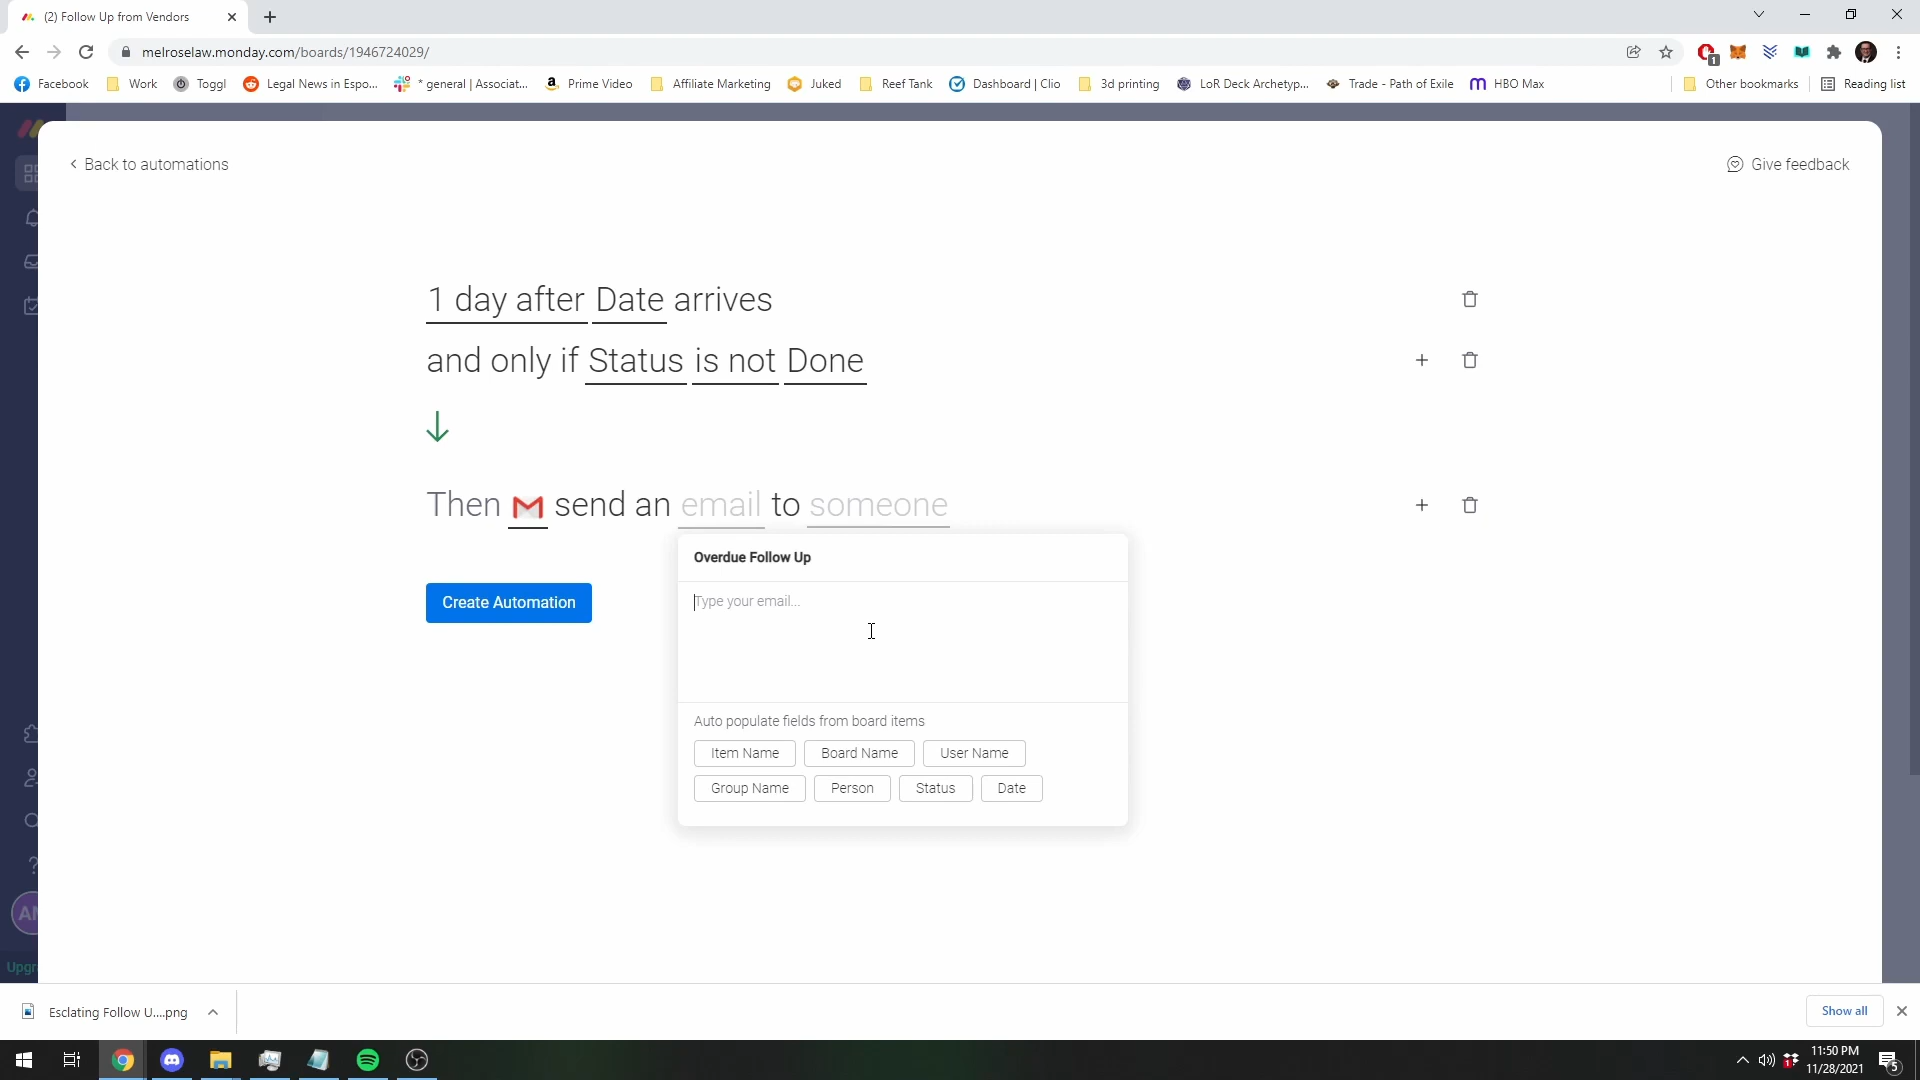 (2) Follow Up from Vendors
melroselaw.monday.com/boards/1946724029/
1
Facebook
Work
Toggl
Legal News in Espo...
* general | Associat...
Prime Video
Affiliate Marketing
Juked
Reef Tank
Dashboard | Clio
3d printing
LoR Deck Archetyp...
Trade - Path of Exile
HBO Max
Other bookmarks
Reading list
Back to automations
Give feedback
1 day after Date arrives
and only if Status is not Done
Then send an email to someone
Overdue Follow Up
Create Automation
Type your email...
Auto populate fields from board items
Item Name
Board Name
User Name
Group Name
Person
Status
Date
Esclating Follow U....png
Show all
11:50 PM
11/28/2021
5